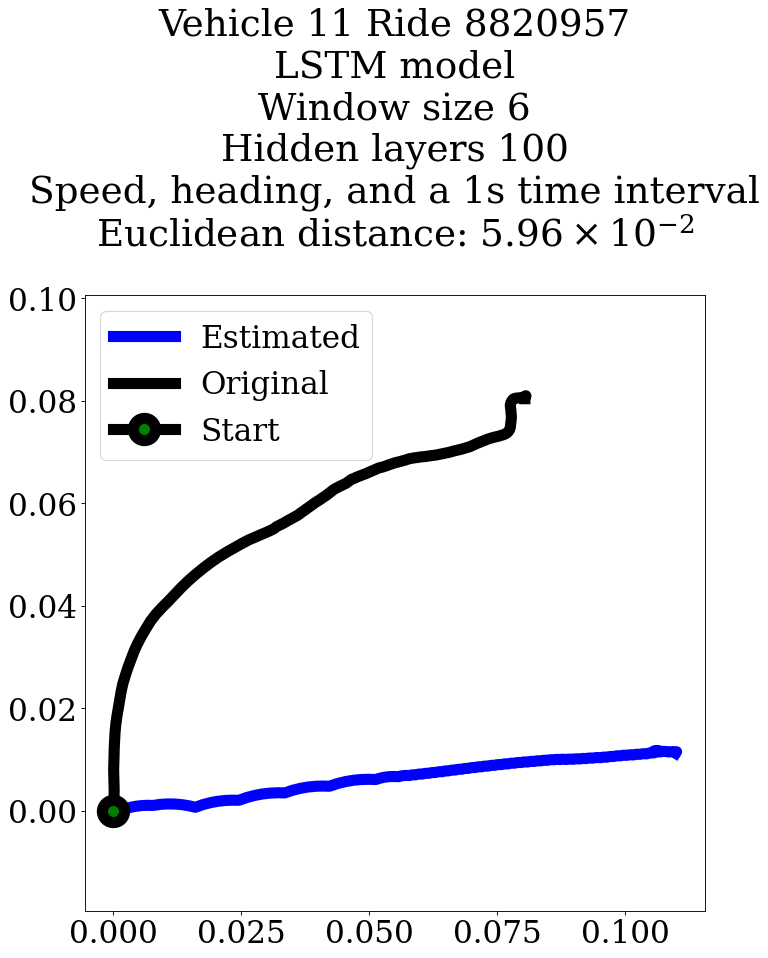 Vehicle 11 Ride 8820957
LSTM model
Window size 6
Hidden layers 100
Speed, heading, and a 1s time interval
Euclidean distance: 5.96 × 10⁻²
0.10
0.08
0.06
0.04
0.02
0.00
Estimated
Original
Start
0.000 0.025 0.050 0.075 0.100